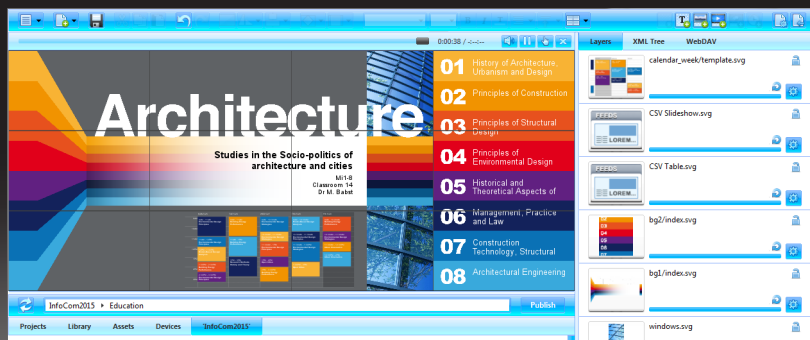 0:00:38 / -:--:--
Layers
XML Tree
WebDAV
Architecture
Studies in the Socio-politics of
architecture and cities
Mi1-8
Classroom 14
Dr M. Babst
01 History of Architecture,
Urbanism and Design
02 Principles of Construction
03 Principles of Structural
Design
04 Principles of
Environmental Design
05 Historical and
Theoretical Aspects of
06 Management, Practice
and Law
07 Construction
Technology, Structural
08 Architectural Engineering
calendar_week/template.svg
CSV Slideshow.svg
FEEDS
LOREM...
CSV Table.svg
FEEDS
LOREM...
bg2/index.svg
bg1/index.svg
windows.svg
InfoCom2015
Education
Publish
Projects
Library
Assets
Devices
'InfoCom2015'